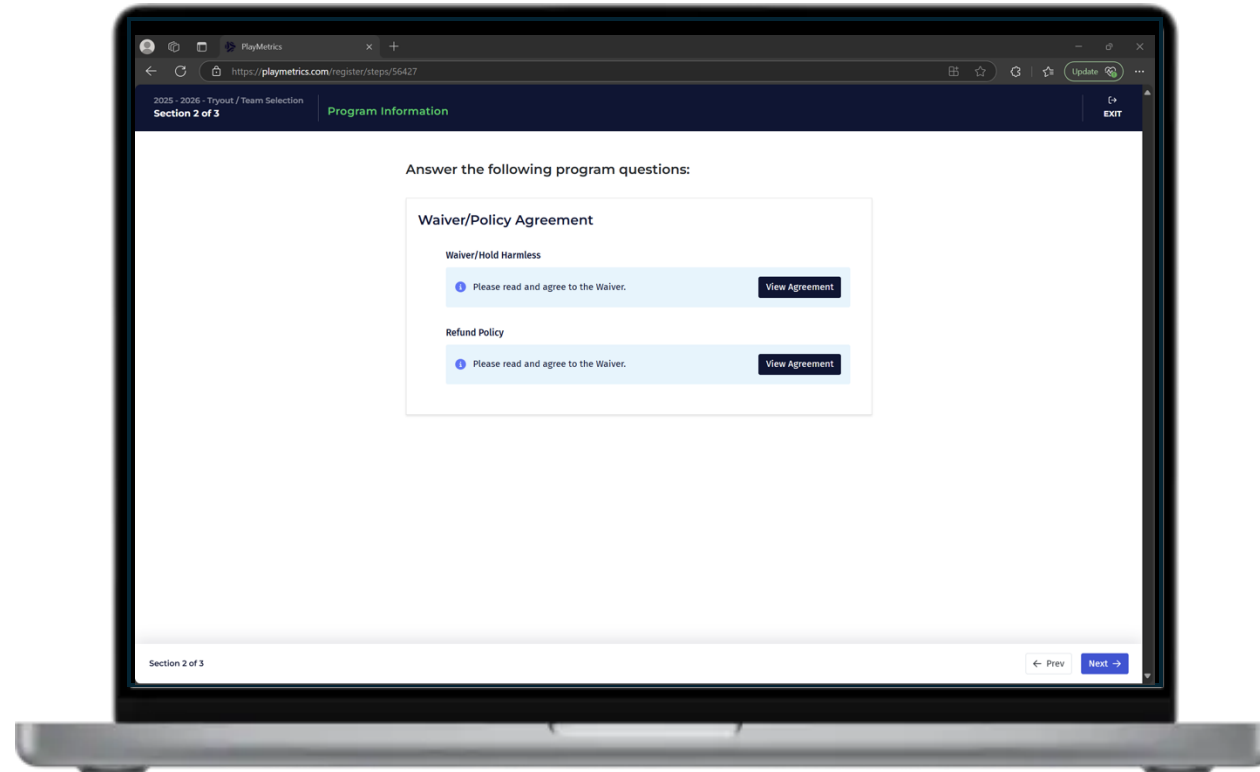 PlayMetrics
https://playmetrics.com/register/steps/56427
Update
2025 - 2026 - Tryout / Team Selection
Section 2 of 3
Program Information
EXIT
Answer the following program questions:
Waiver/Policy Agreement
Waiver/Hold Harmless
Please read and agree to the Waiver.
View Agreement
Refund Policy
Please read and agree to the Waiver.
View Agreement
Section 2 of 3
← Prev
Next →